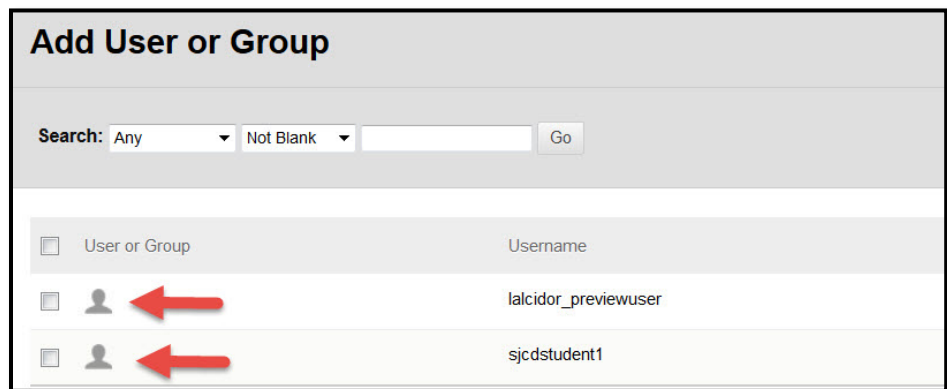 Add User or Group
Search: Any Not Blank Go
User or Group Username
lalcidor_previewuser
sjcdstudent1